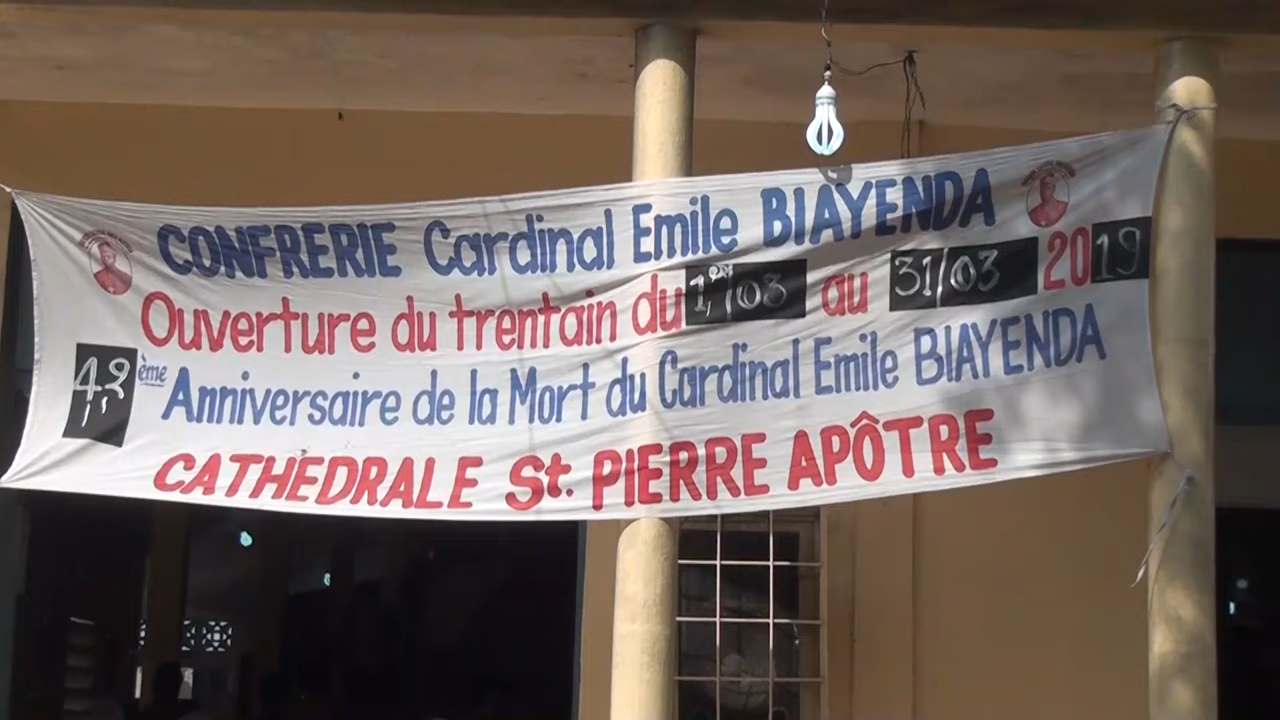 CONFRERIE Cardinal Emile BIAYENDA
Ouverture du trentain du 1er/03 au 31/03 2019
42ème Anniversaire de la Mort du Cardinal Emile BIAYENDA
CATHEDRALE St. PIERRE APÔTRE